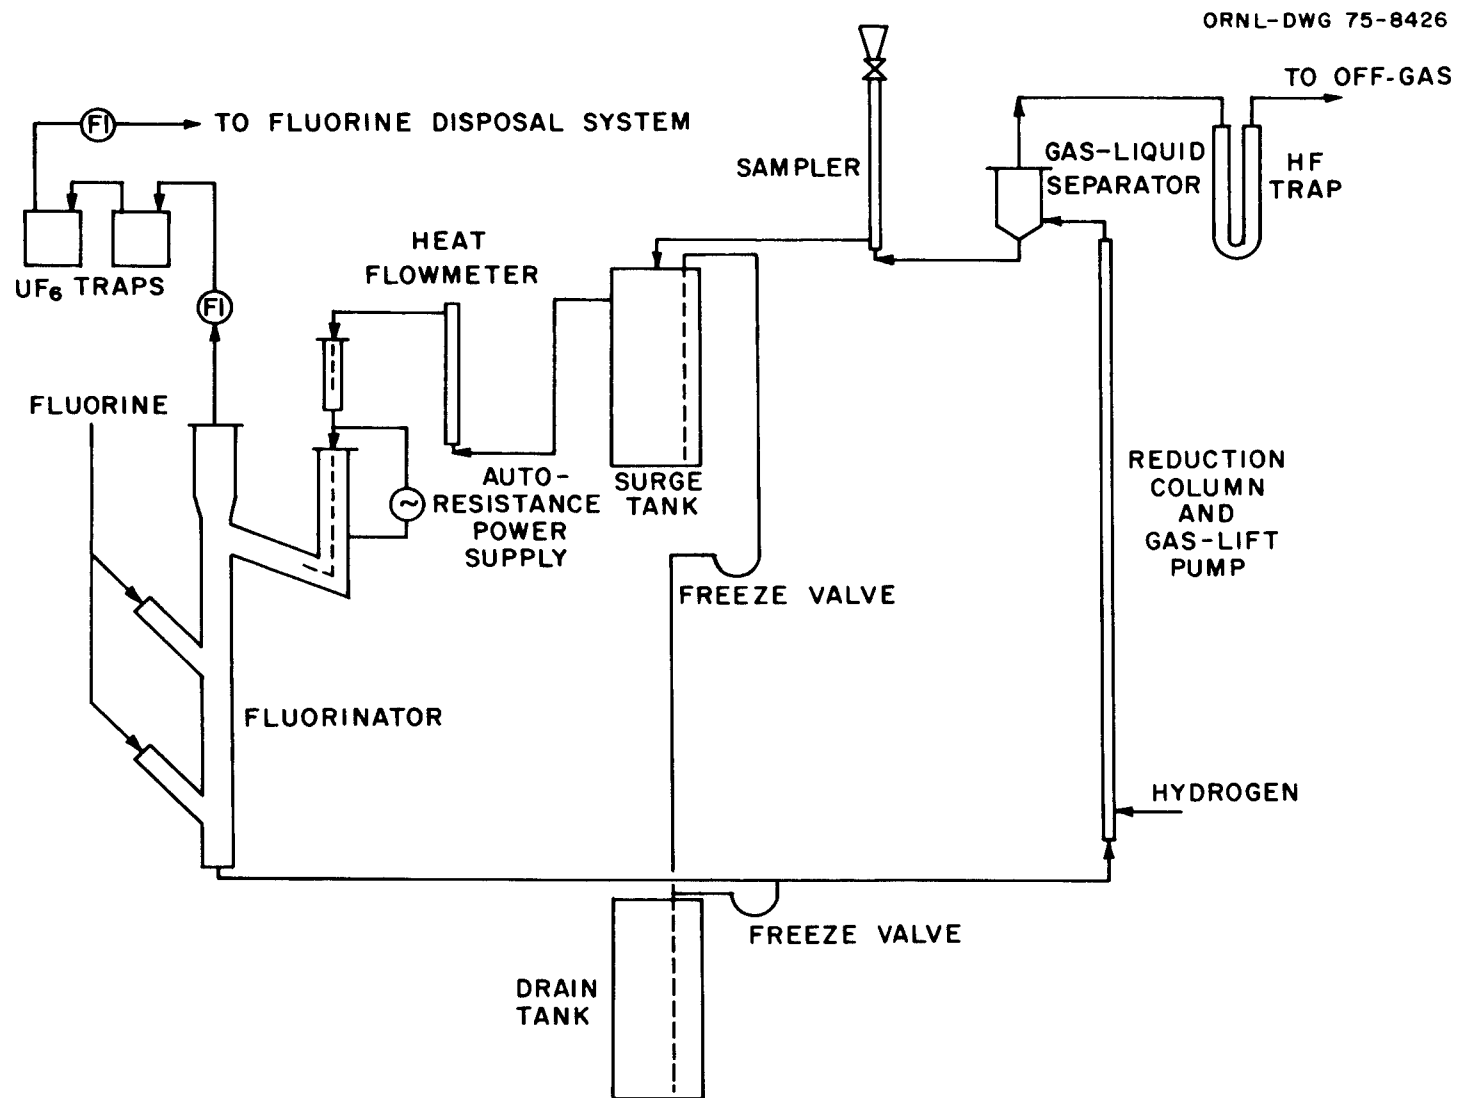 ORNL-DWG 75-8426
TO OFF-GAS
FI
TO FLUORINE DISPOSAL SYSTEM
SAMPLER
GAS-LIQUID
SEPARATOR
HF
TRAP
HEAT
FLOWMETER
UF₆ TRAPS
FI
FLUORINE
AUTO-
RESISTANCE
POWER
SUPPLY
SURGE
TANK
REDUCTION
COLUMN
AND
GAS-LIFT
PUMP
FREEZE VALVE
FLUORINATOR
HYDROGEN
FREEZE VALVE
DRAIN
TANK